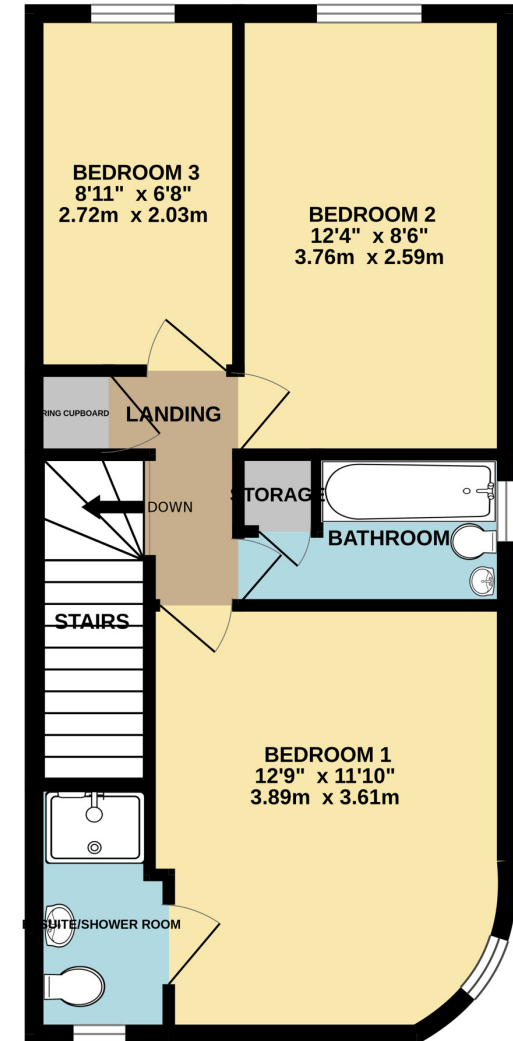 BEDROOM 3
8'11" x 6'8"
2.72m x 2.03m
BEDROOM 2
12'4" x 8'6"
3.76m x 2.59m
RING CUPBOARD
LANDING
STORAGE
DOWN
BATHROOM
STAIRS
BEDROOM 1
12'9" x 11'10"
3.89m x 3.61m
SUITE/SHOWER ROOM